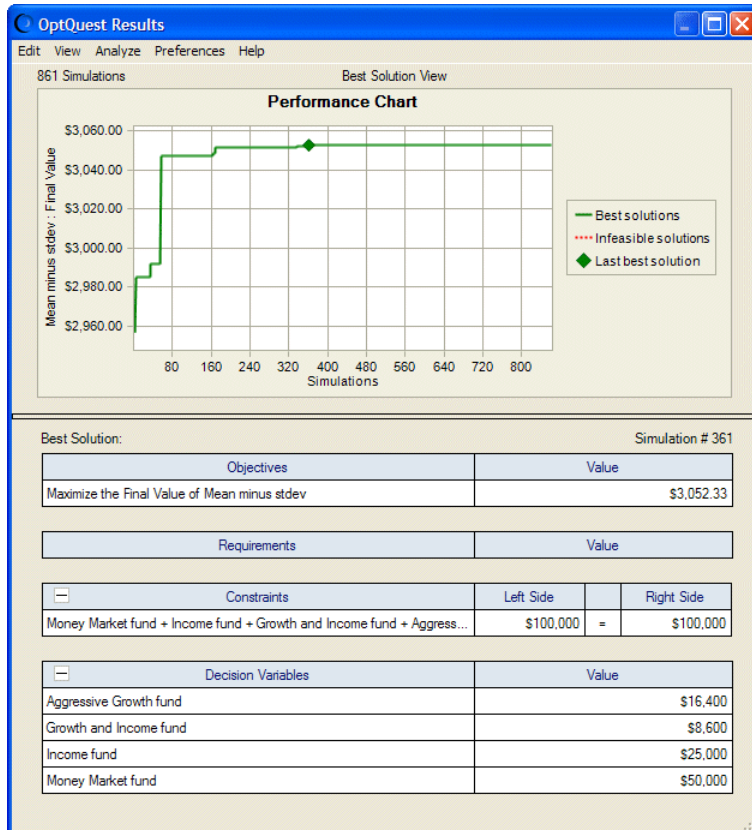 OptQuest Results
Edit View Analyze Preferences Help
861 Simulations Best Solution View
Performance Chart
Mean minus stdev : Final Value
$3,060.00
$3,040.00
$3,020.00
$3,000.00
$2,980.00
$2,960.00
80 160 240 320 400 480 560 640 720 800
Simulations
Best solutions
Infeasible solutions
Last best solution
Best Solution: Simulation # 361
Objectives Value
Maximize the Final Value of Mean minus stdev $3,052.33
Requirements Value
Constraints Left Side Right Side
Money Market fund + Income fund + Growth and Income fund + Aggress... $100,000 = $100,000
Decision Variables Value
Aggressive Growth fund $16,400
Growth and Income fund $8,600
Income fund $25,000
Money Market fund $50,000